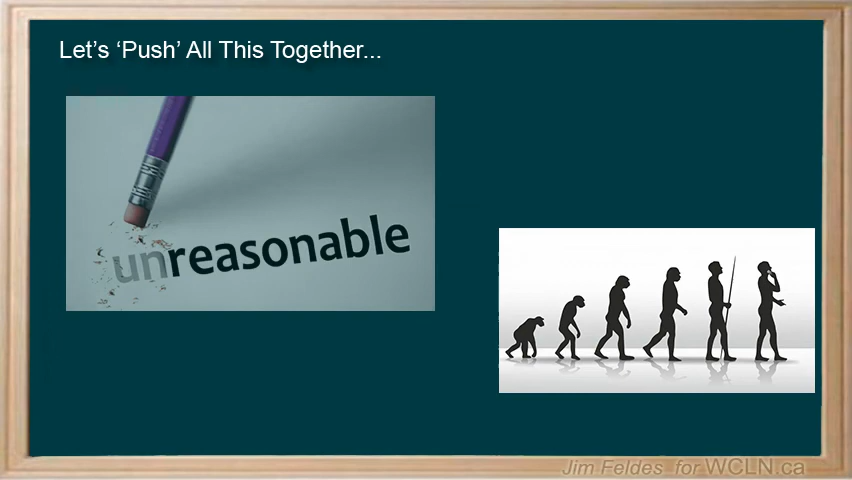 Let’s ‘Push’ All This Together...
unreasonable
Jim Feldes for WCLN.ca